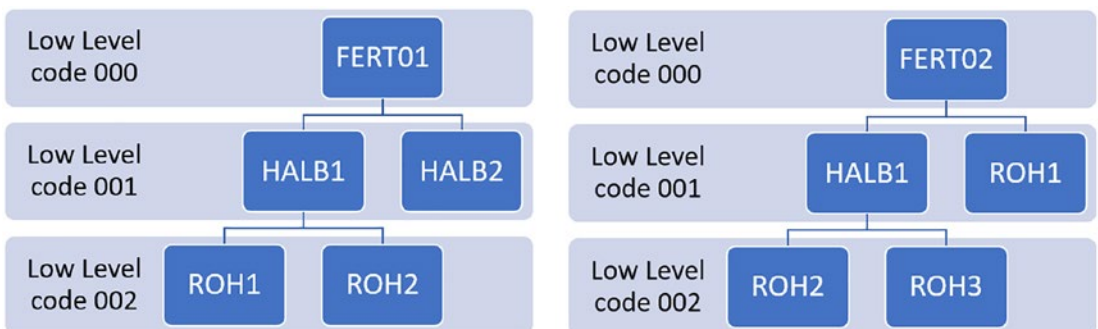 Low Level
code 000
FERT01
Low Level
code 001
HALB1
HALB2
Low Level
code 002
ROH1
ROH2
Low Level
code 000
FERT02
Low Level
code 001
HALB1
ROH1
Low Level
code 002
ROH2
ROH3